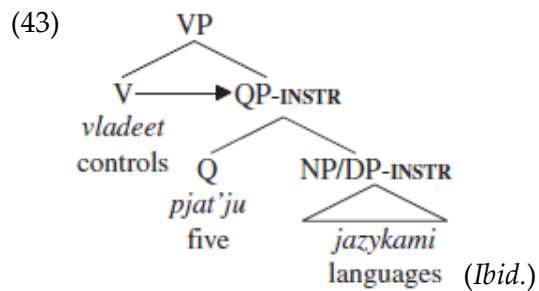 (43) VP
V QP-INSTR
vladeet
controls Q NP/DP-INSTR
pjat'ju
five jazykami
languages (Ibid.)